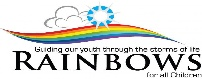 Guiding our youth through the storms of life
RAINBOWS
for all Children